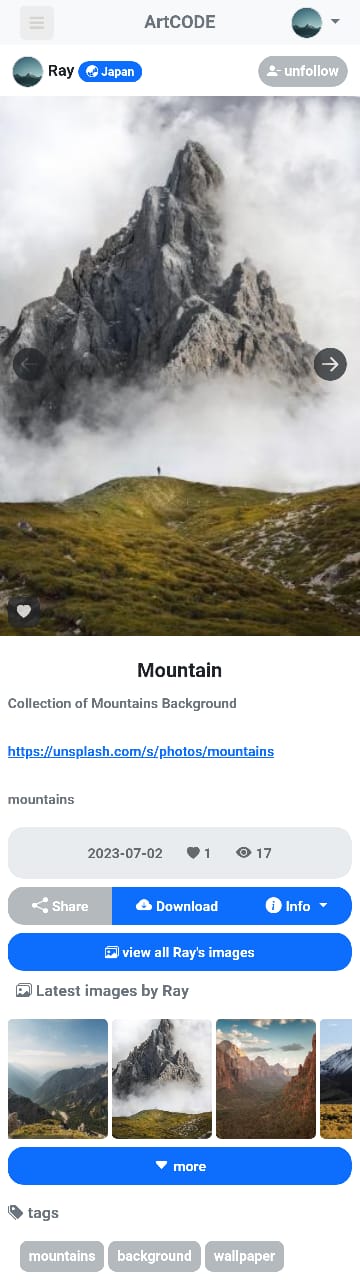 ArtCODE
Ray Japan unfollow
Mountain
Collection of Mountains Background
https://unsplash.com/s/photos/mountains
mountains
2023-07-02 1 17
Share Download Info
view all Ray's images
Latest images by Ray
more
tags
mountains background wallpaper